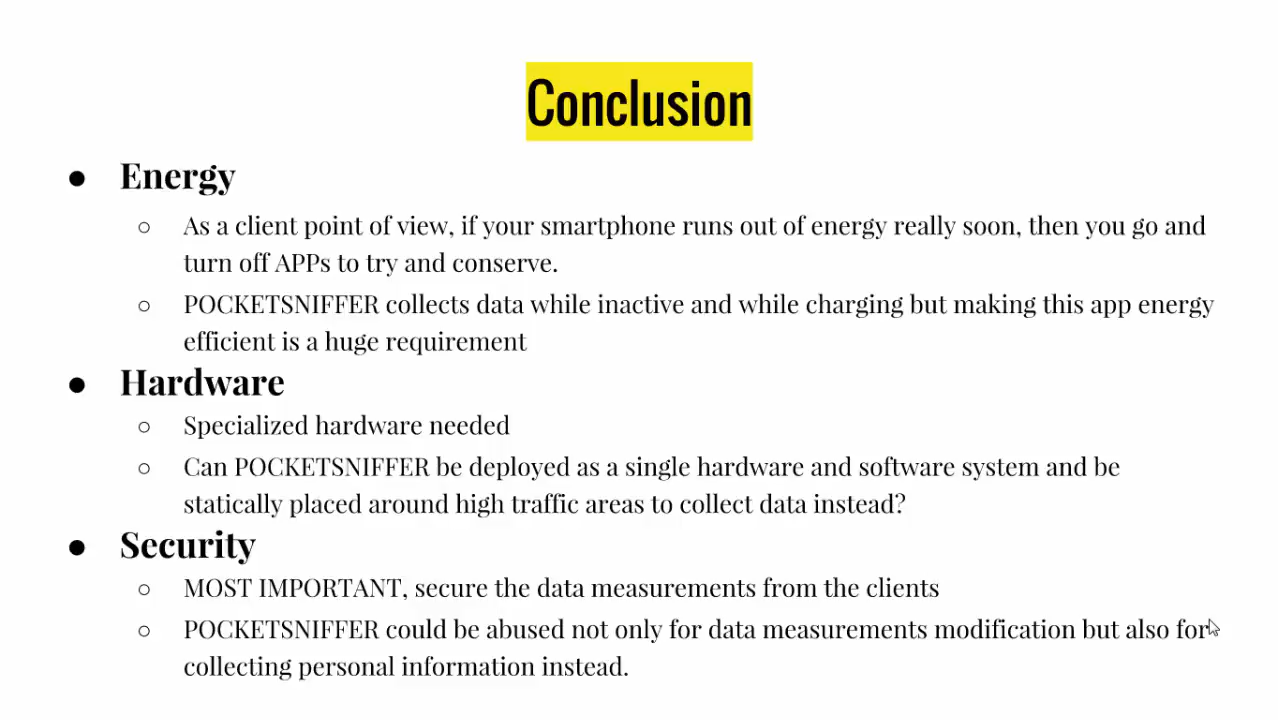 Conclusion
● Energy
○ As a client point of view, if your smartphone runs out of energy really soon, then you go and
turn off APPs to try and conserve.
○ POCKETSNIFFER collects data while inactive and while charging but making this app energy
efficient is a huge requirement
● Hardware
○ Specialized hardware needed
○ Can POCKETSNIFFER be deployed as a single hardware and software system and be
statically placed around high traffic areas to collect data instead?
● Security
○ MOST IMPORTANT, secure the data measurements from the clients
○ POCKETSNIFFER could be abused not only for data measurements modification but also for
collecting personal information instead.